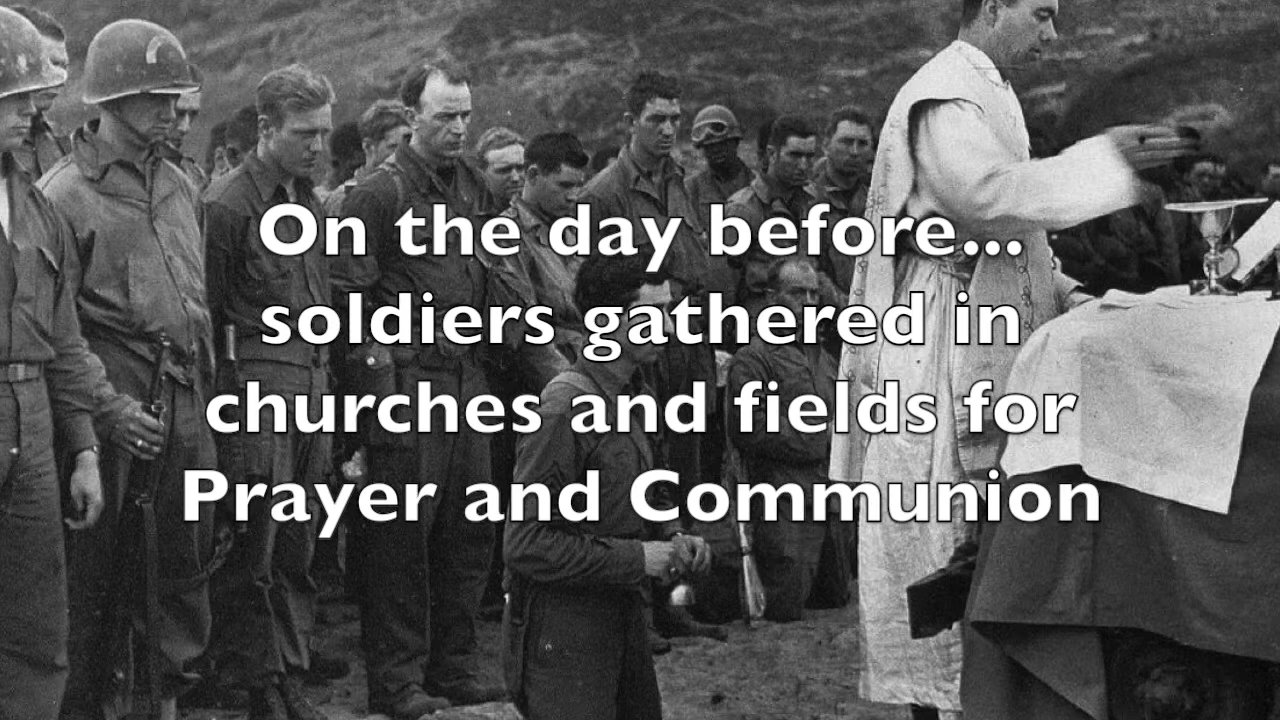 On the day before...
soldiers gathered in
churches and fields for
Prayer and Communion